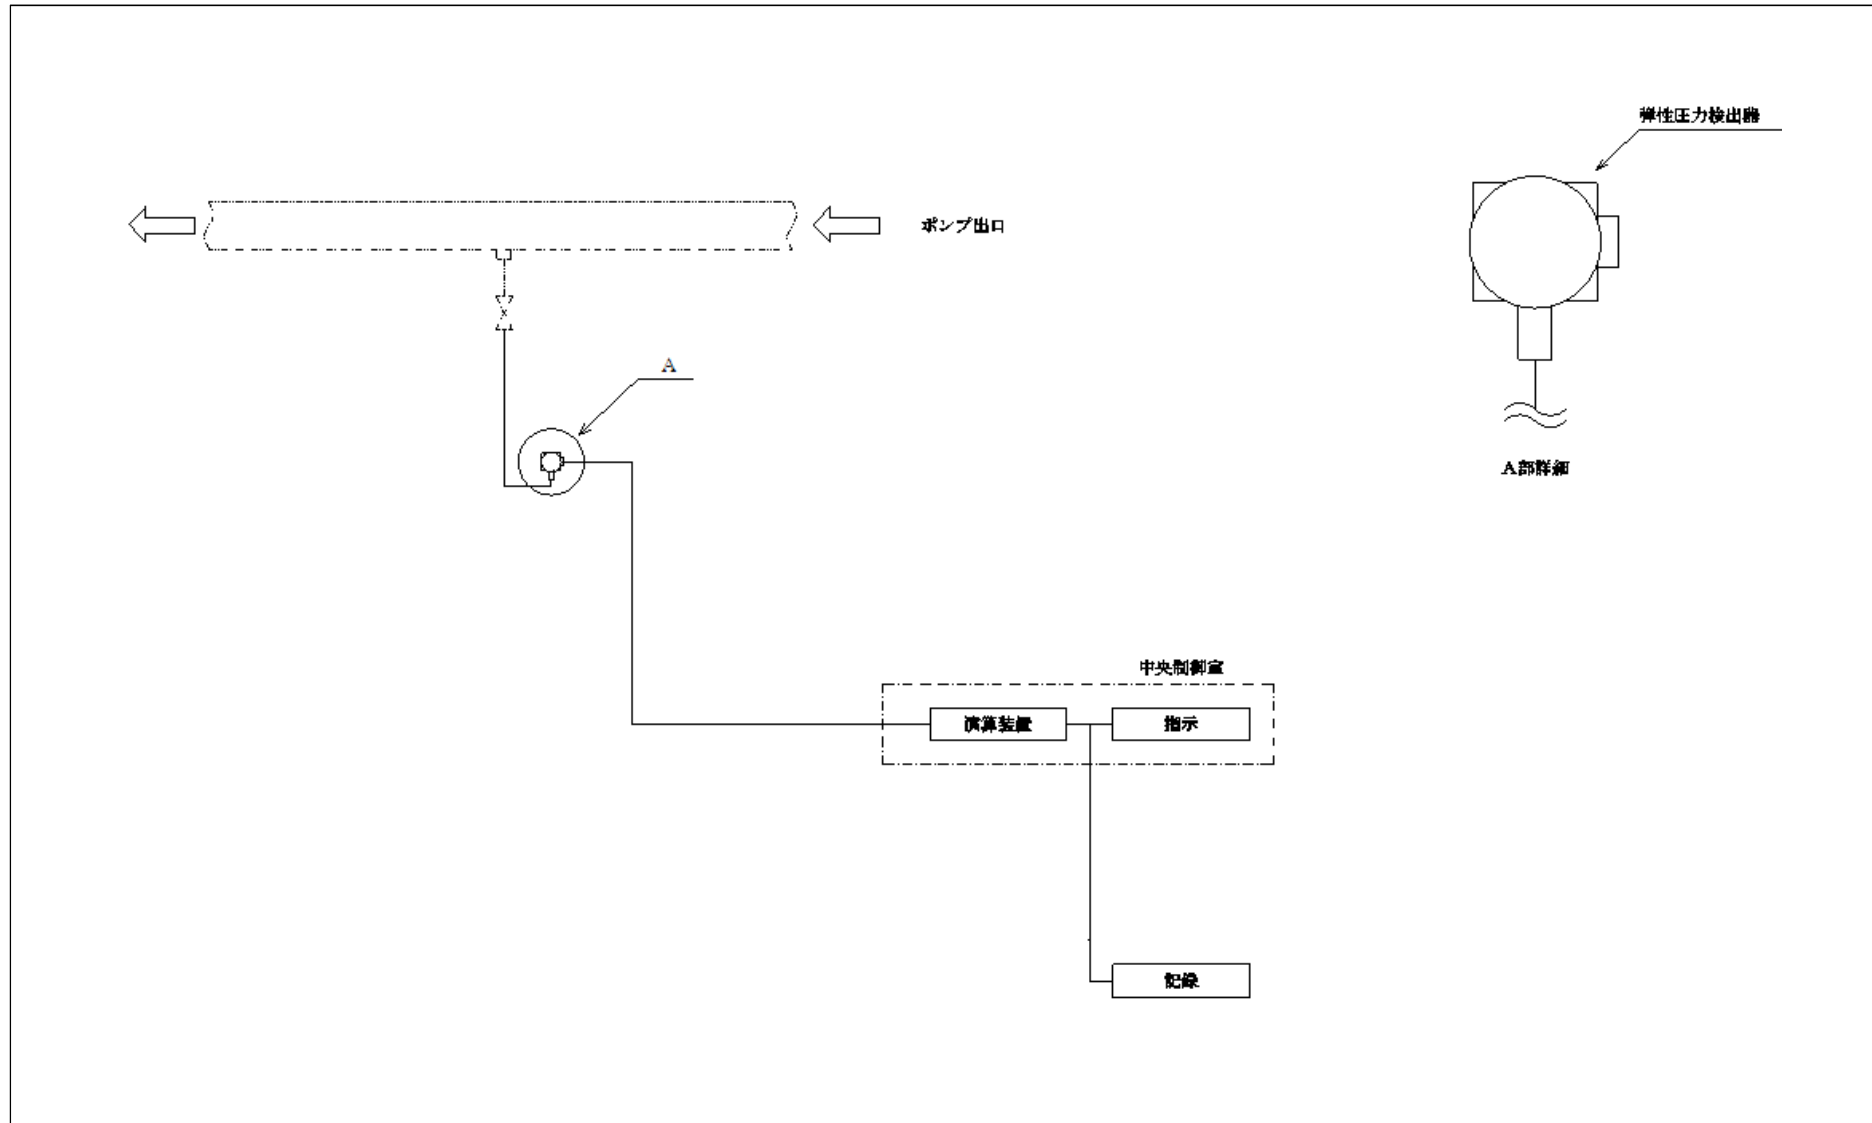 弾性圧力検出器
ポンプ出口
A
A部詳細
中央制御室
演算装置
指示
記録